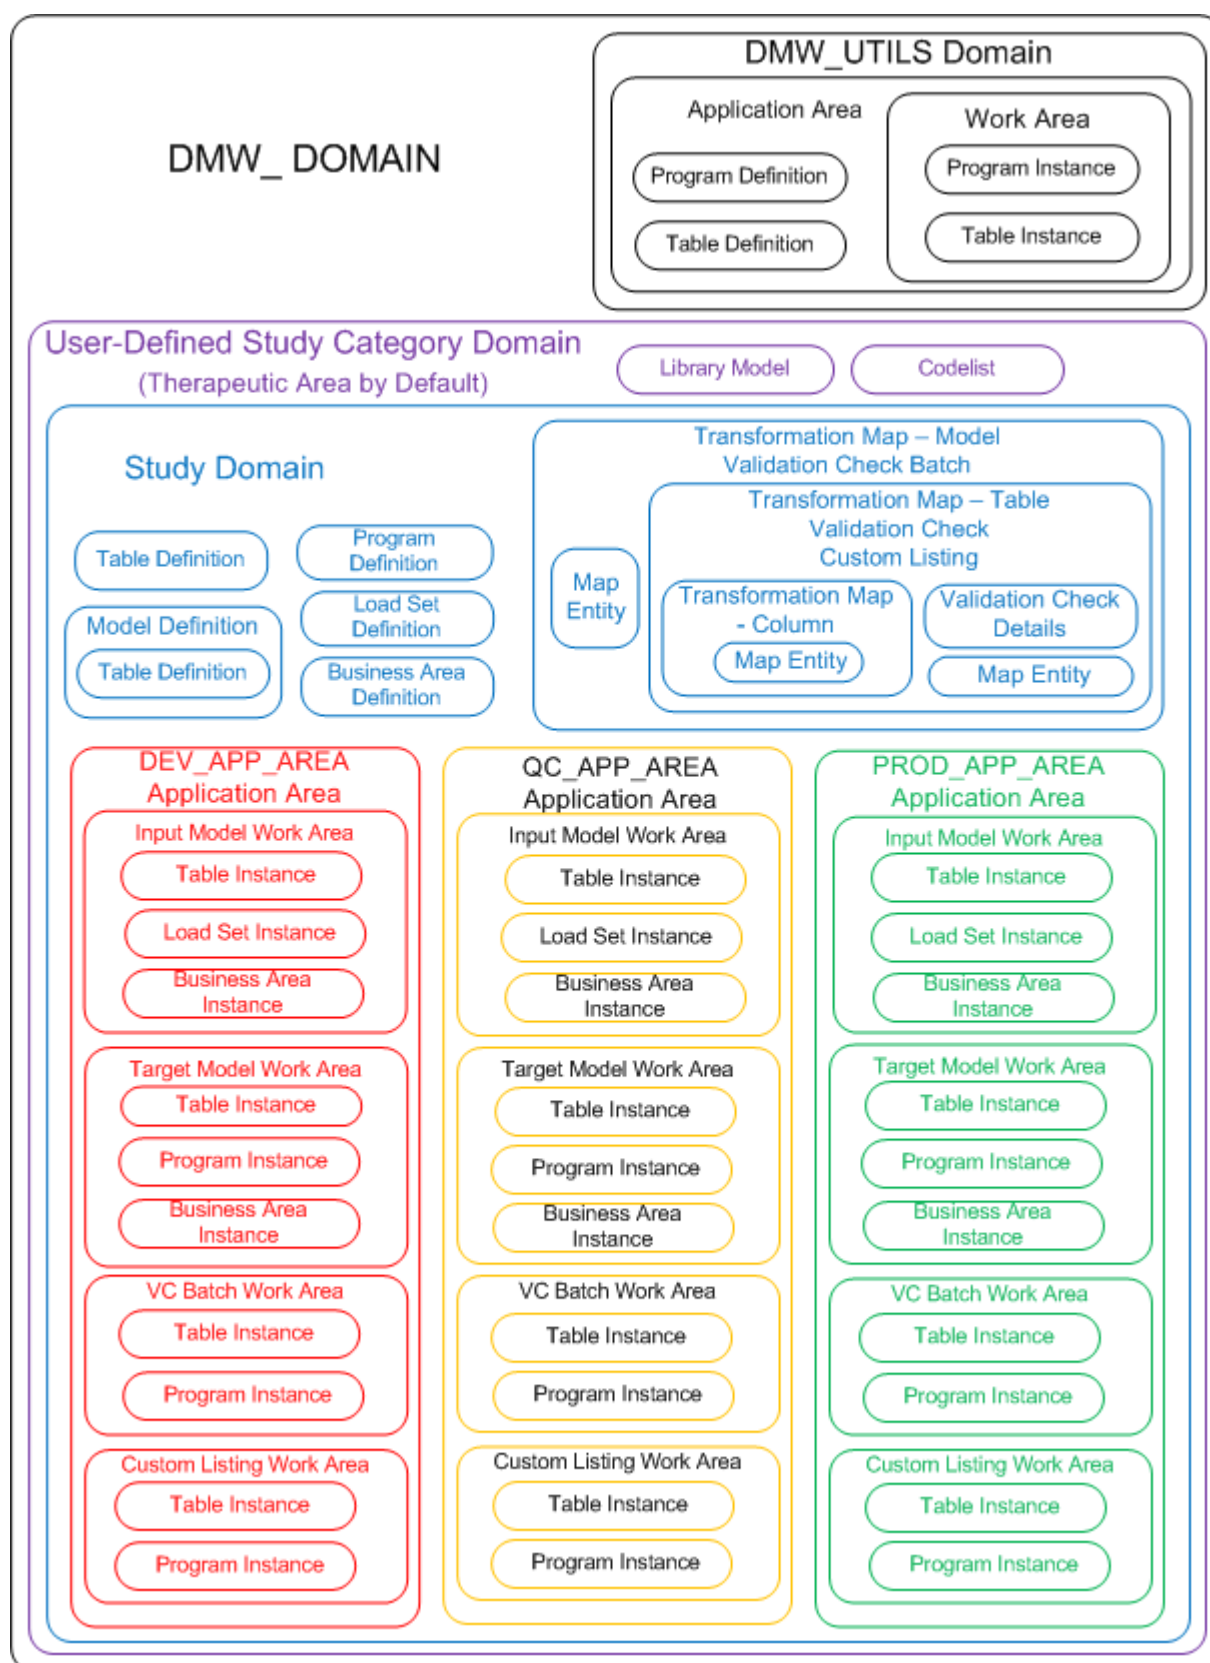 DMW_UTILS Domain
Application Area
Work Area
Program Definition
Program Instance
Table Definition
Table Instance
DMW_ DOMAIN
User-Defined Study Category Domain
(Therapeutic Area by Default)
Library Model
Codelist
Study Domain
Table Definition
Program
Definition
Model Definition
Table Definition
Load Set
Definition
Business Area
Definition
Transformation Map – Model
Validation Check Batch
Map
Entity
Transformation Map – Table
Validation Check
Custom Listing
Transformation Map
- Column
Map Entity
Validation Check
Details
Map Entity
DEV_APP_AREA
Application Area
Input Model Work Area
Table Instance
Load Set Instance
Business Area
Instance
Target Model Work Area
Table Instance
Program Instance
Business Area
Instance
VC Batch Work Area
Table Instance
Program Instance
Custom Listing Work Area
Table Instance
Program Instance
QC_APP_AREA
Application Area
Input Model Work Area
Table Instance
Load Set Instance
Business Area
Instance
Target Model Work Area
Table Instance
Program Instance
Business Area
Instance
VC Batch Work Area
Table Instance
Program Instance
Custom Listing Work Area
Table Instance
Program Instance
PROD_APP_AREA
Application Area
Input Model Work Area
Table Instance
Load Set Instance
Business Area
Instance
Target Model Work Area
Table Instance
Program Instance
Business Area
Instance
VC Batch Work Area
Table Instance
Program Instance
Custom Listing Work Area
Table Instance
Program Instance